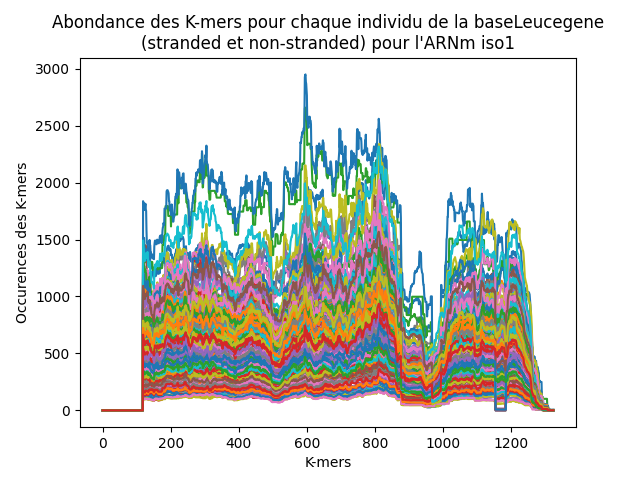 Abondance des K-mers pour chaque individu de la baseLeucegene
(stranded et non-stranded) pour l'ARNm iso1
3000
2500
2000
1500
1000
500
0
Occurences des K-mers
0 200 400 600 800 1000 1200
K-mers